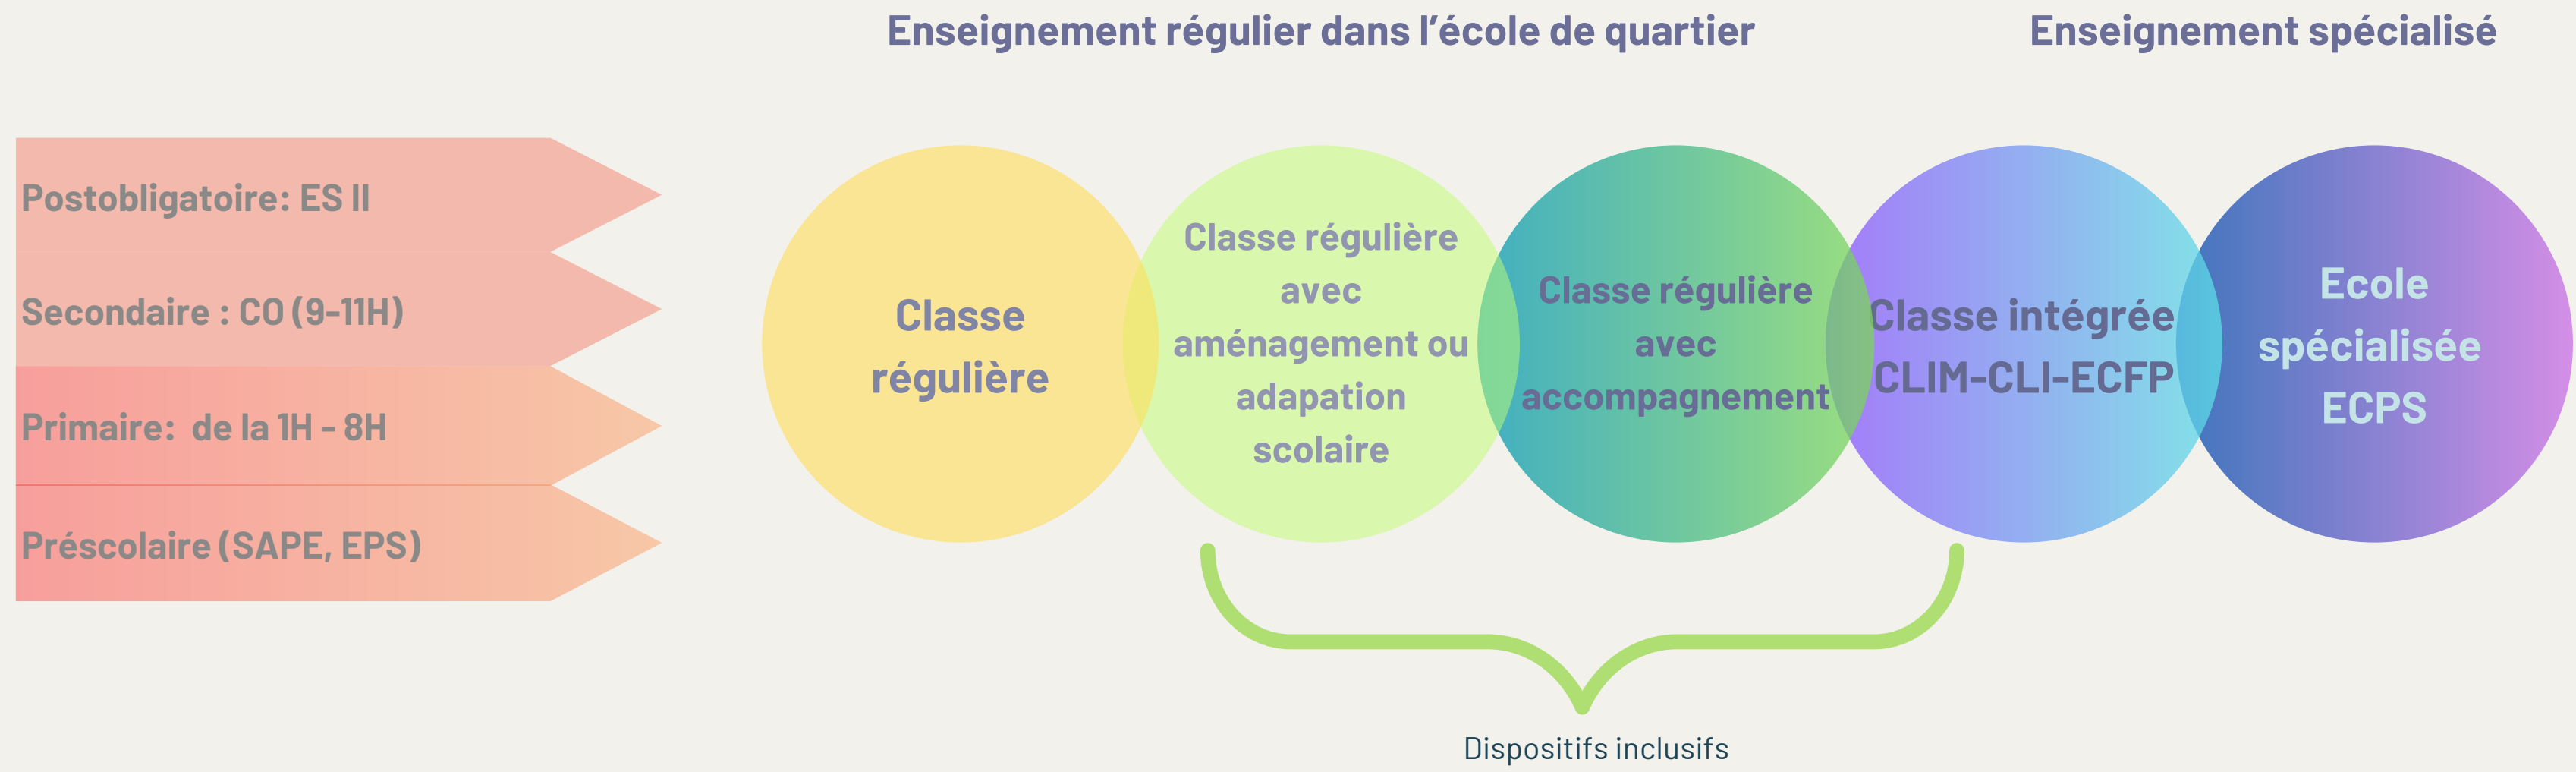 Enseignement régulier dans l’école de quartier
Enseignement spécialisé
Postobligatoire: ES II
Secondaire : CO (9-11H)
Primaire:  de la 1H - 8H
Préscolaire (SAPE, EPS)
Classe
régulière
Classe régulière
avec
aménagement ou
adapation
scolaire
Classe régulière
avec
accompagnement
Classe intégrée
CLIM-CLI-ECFP
Ecole
spécialisée
ECPS
Dispositifs inclusifs